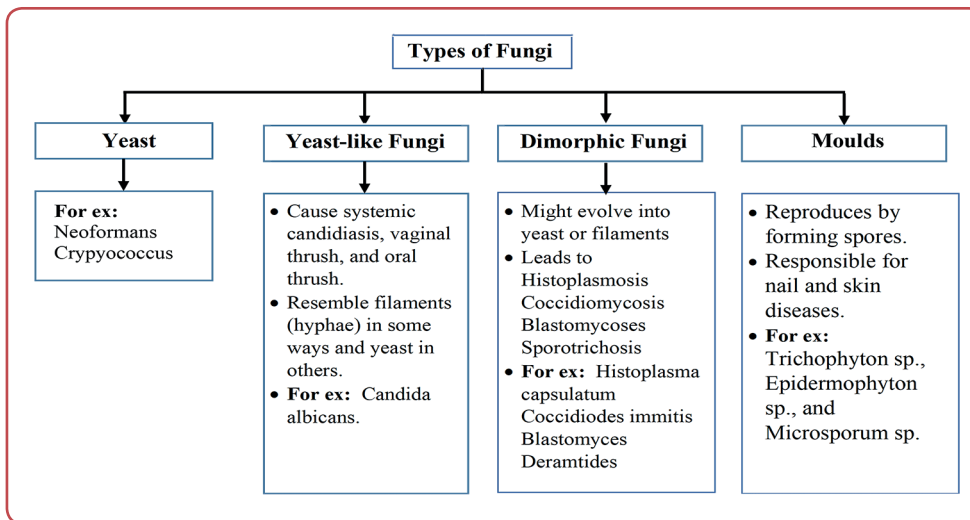 Types of Fungi
Yeast
For ex:
Neoformans
Crypyococcus
Yeast-like Fungi
• Cause systemic
candidiasis, vaginal
thrush, and oral
thrush.
• Resemble filaments
(hyphae) in some
ways and yeast in
others.
• For ex: Candida
albicans.
Dimorphic Fungi
• Might evolve into
yeast or filaments
• Leads to
Histoplasmosis
Coccidiomycosis
Blastomycoses
Sporotrichosis
• For ex: Histoplasma
capsulatum
Coccidiodes immitis
Blastomyces
Deramtides
Moulds
• Reproduces by
forming spores.
• Responsible for
nail and skin
diseases.
• For ex:
Trichophyton sp.,
Epidermophyton
sp., and
Microsporum sp.